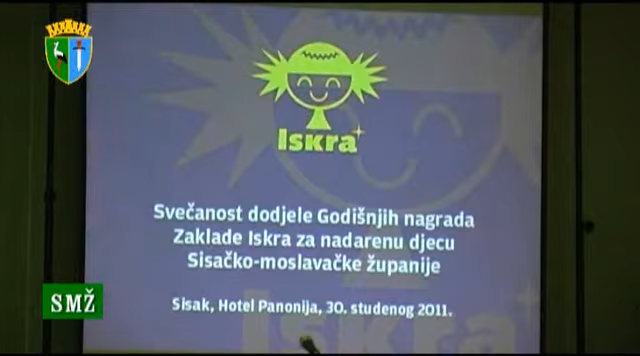 Iskra
Svečanost dodjele Godišnjih nagrada
Zaklade Iskra za nadarenu djecu
Sisačko-moslavačke županije
SMŽ
Sisak, Hotel Panonija, 30. studenog 2011.
Iskra